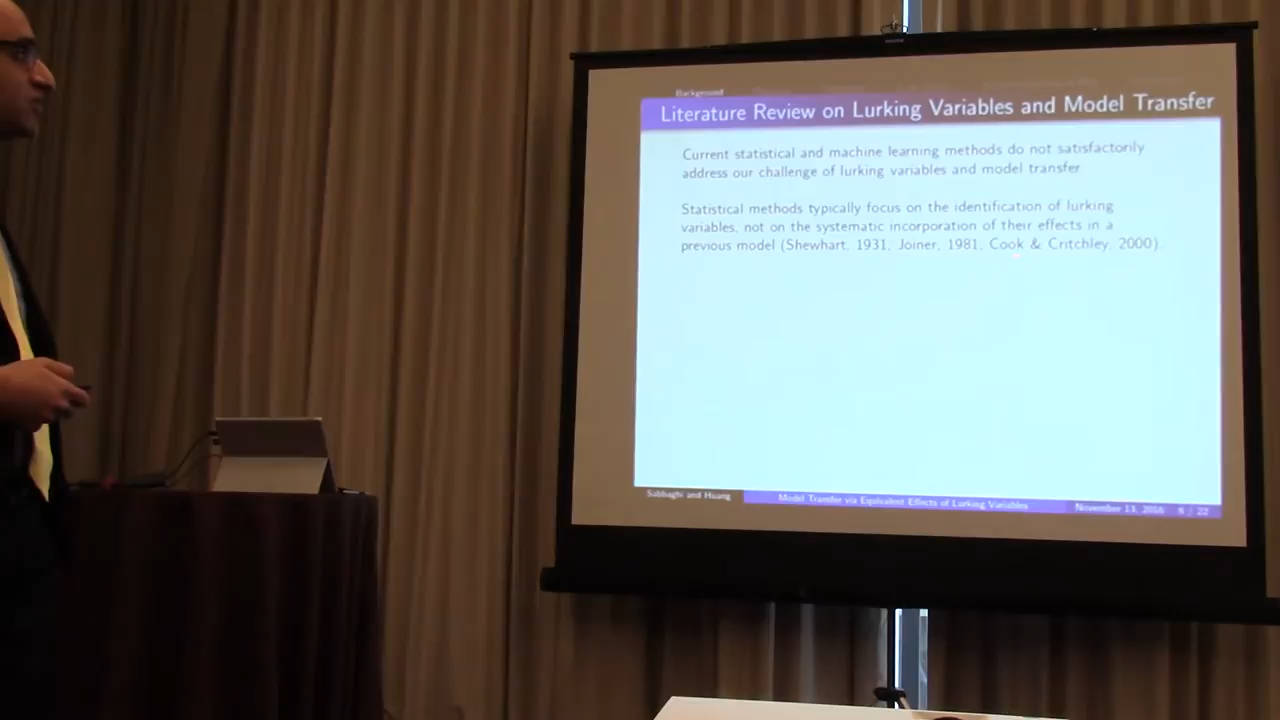 Background
Literature Review on Lurking Variables and Model Transfer
Current statistical and machine learning methods do not satisfactorily
address our challenge of lurking variables and model transfer
Statistical methods typically focus on the identification of lurking
variables, not on the systematic incorporation of their effects in a
previous model (Shewhart, 1931, Joiner, 1981, Cook & Critchley, 2000).
Sabbaghi and Huang
Model Transfer via Equivalent Effects of Lurking Variables
November 13, 2016 6 / 22